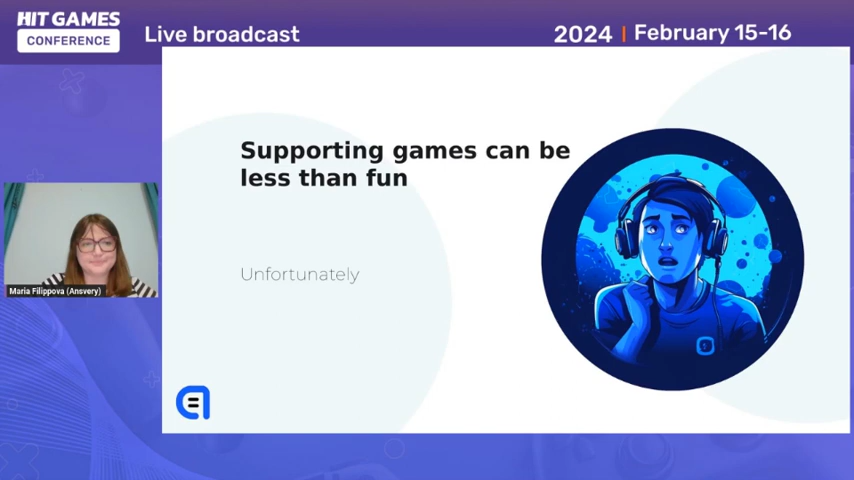 HIT GAMES
CONFERENCE
Live broadcast
2024 | February 15-16
Supporting games can be
less than fun
Unfortunately
Maria Filippova (Ansvery)